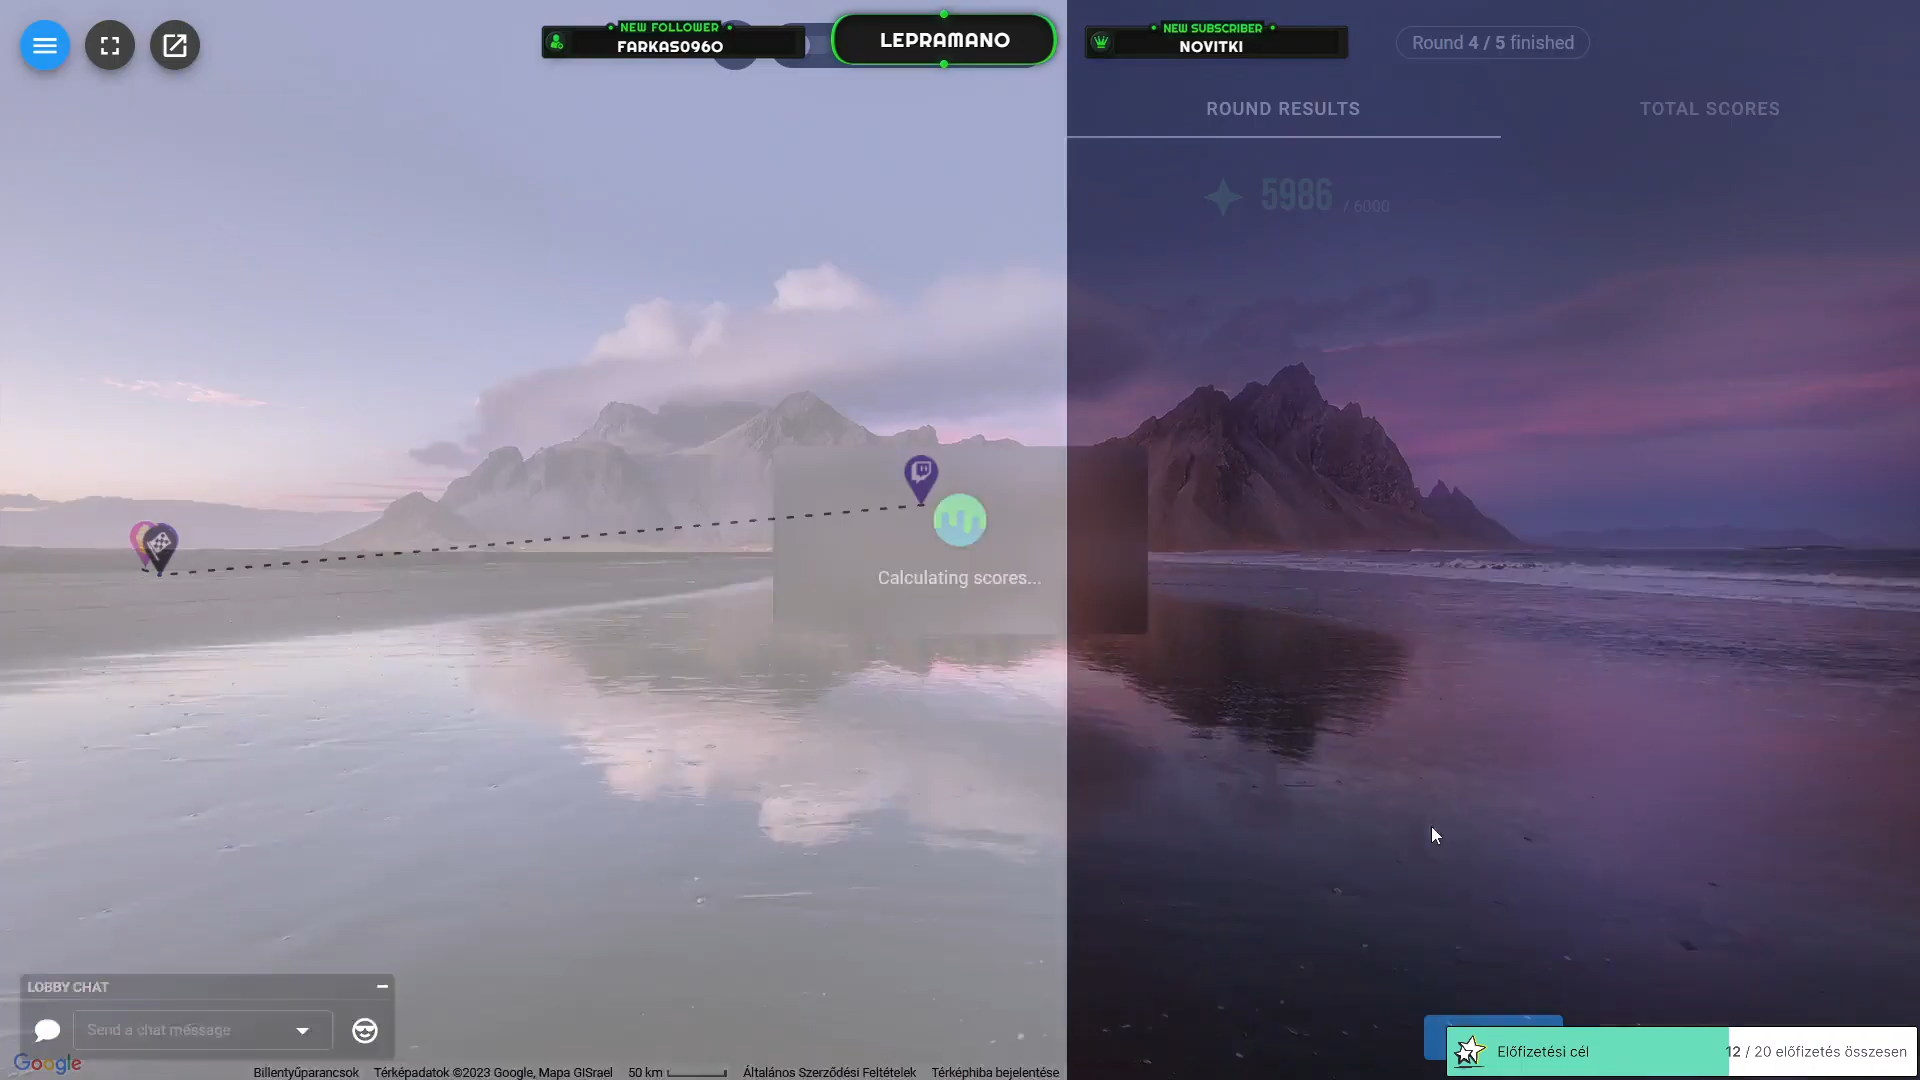 NEW FOLLOWER
FARKAS0960
LEPRAMANO
NEW SUBSCRIBER
NOVITKI
Round 4 / 5 finished
ROUND RESULTS
TOTAL SCORES
5986 / 6000
Calculating scores...
LOBBY CHAT
Send a chat message
Google
Billentyűparancsok
Térképadatok ©2023 Google, Mapa GISrael
50 km
Általános Szerződési Feltételek
Térképhiba bejelentése
Előfizetési cél
12 / 20 előfizetés összesen